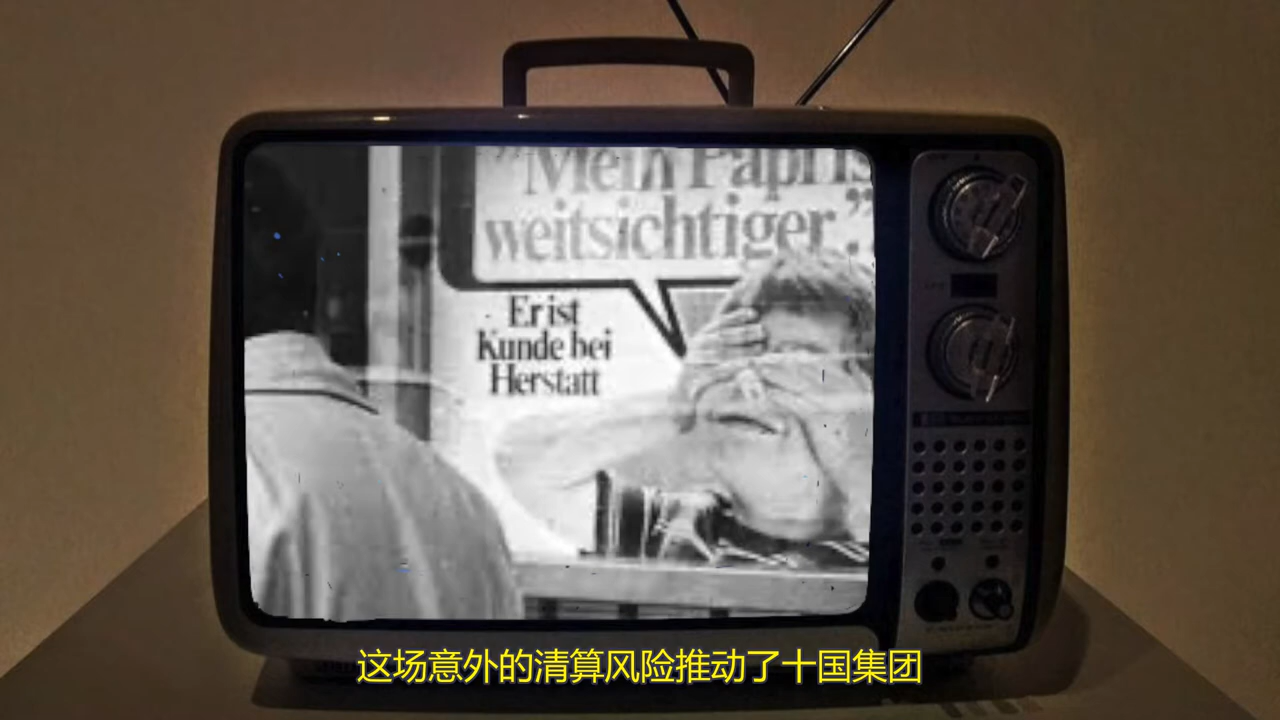 "Mein Papi is
weitsichtiger."
Er ist
Kunde bei
Herstatt
这场意外的清算风险推动了十国集团